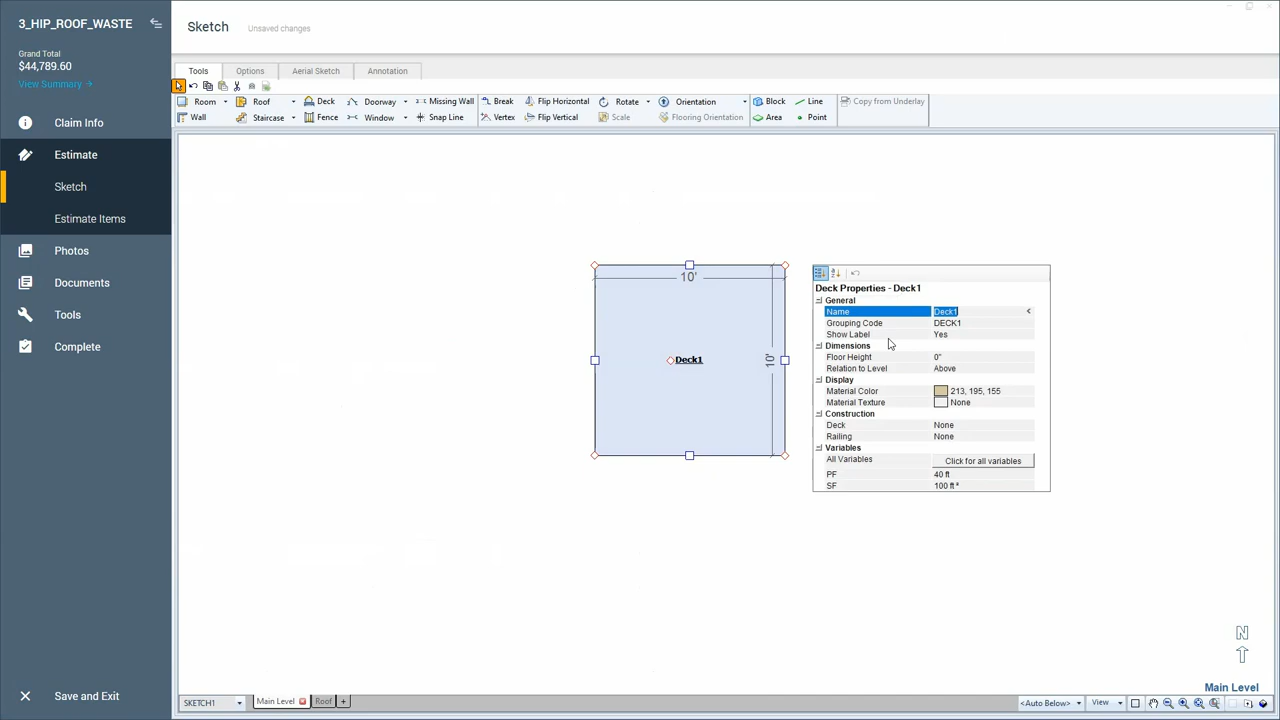 3_HIP_ROOF_WASTE
Grand Total
$44,789.60
View Summary
Claim Info
Estimate
Sketch
Estimate Items
Photos
Documents
Tools
Complete
Save and Exit
Sketch Unsaved changes
Tools Options Aerial Sketch Annotation
Room Roof Deck Doorway Missing Wall Break Flip Horizontal Rotate Orientation Block Line Copy from Underlay
Wall Staircase Fence Window Snap Line Vertex Flip Vertical Scale Flooring Orientation Area Point
10'
10'
Deck1
Deck Properties - Deck1
General
Name Deck1
Grouping Code DECK1
Show Label Yes
Dimensions
Floor Height 0"
Relation to Level Above
Display
Material Color 213, 195, 155
Material Texture None
Construction
Deck None
Railing None
Variables
All Variables Click for all variables
PF 40 ft
SF 100 ft²
N
Main Level
SKETCH1 Main Level Roof + <Auto Below> View